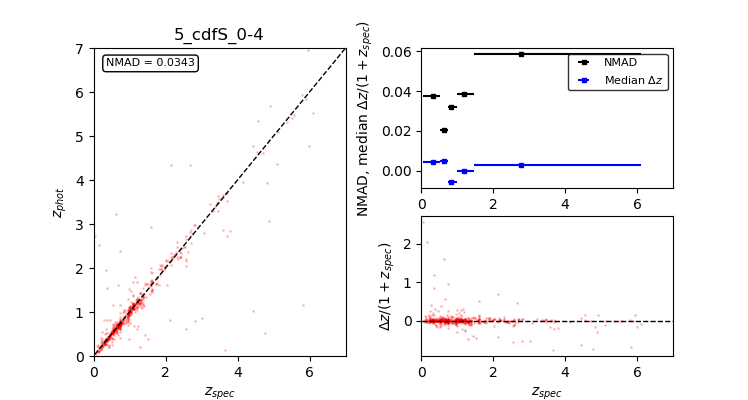 5_cdfS_0-4
NMAD = 0.0343
7
6
5
4
3
2
1
0
z_phot
0 2 4 6
z_spec
NMAD, median Δz/(1 + z_spec)
0.06
0.04
0.02
0.00
NMAD
Median Δz
0 2 4 6
Δz/(1 + z_spec)
2
1
0
0 2 4 6
z_spec